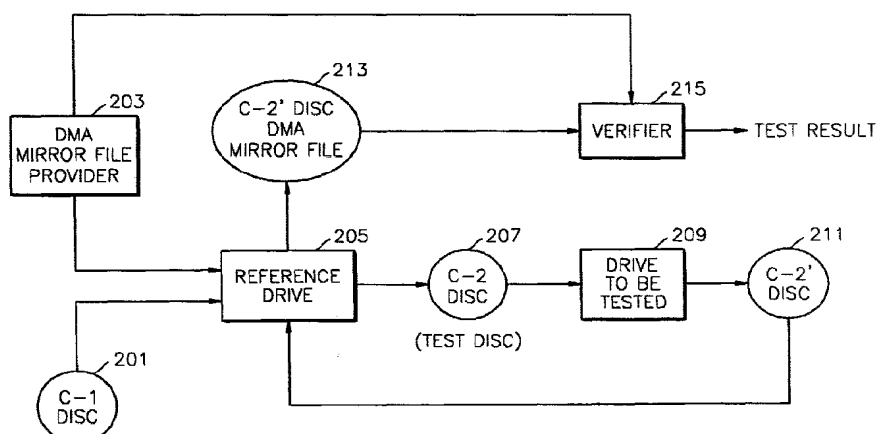 203
DMA
MIRROR FILE
PROVIDER
213
C-2' DISC
DMA
MIRROR FILE
215
VERIFIER
TEST RESULT
205
REFERENCE
DRIVE
207
C-2
DISC
(TEST DISC)
209
DRIVE
TO BE
TESTED
211
C-2'
DISC
201
C-1
DISC